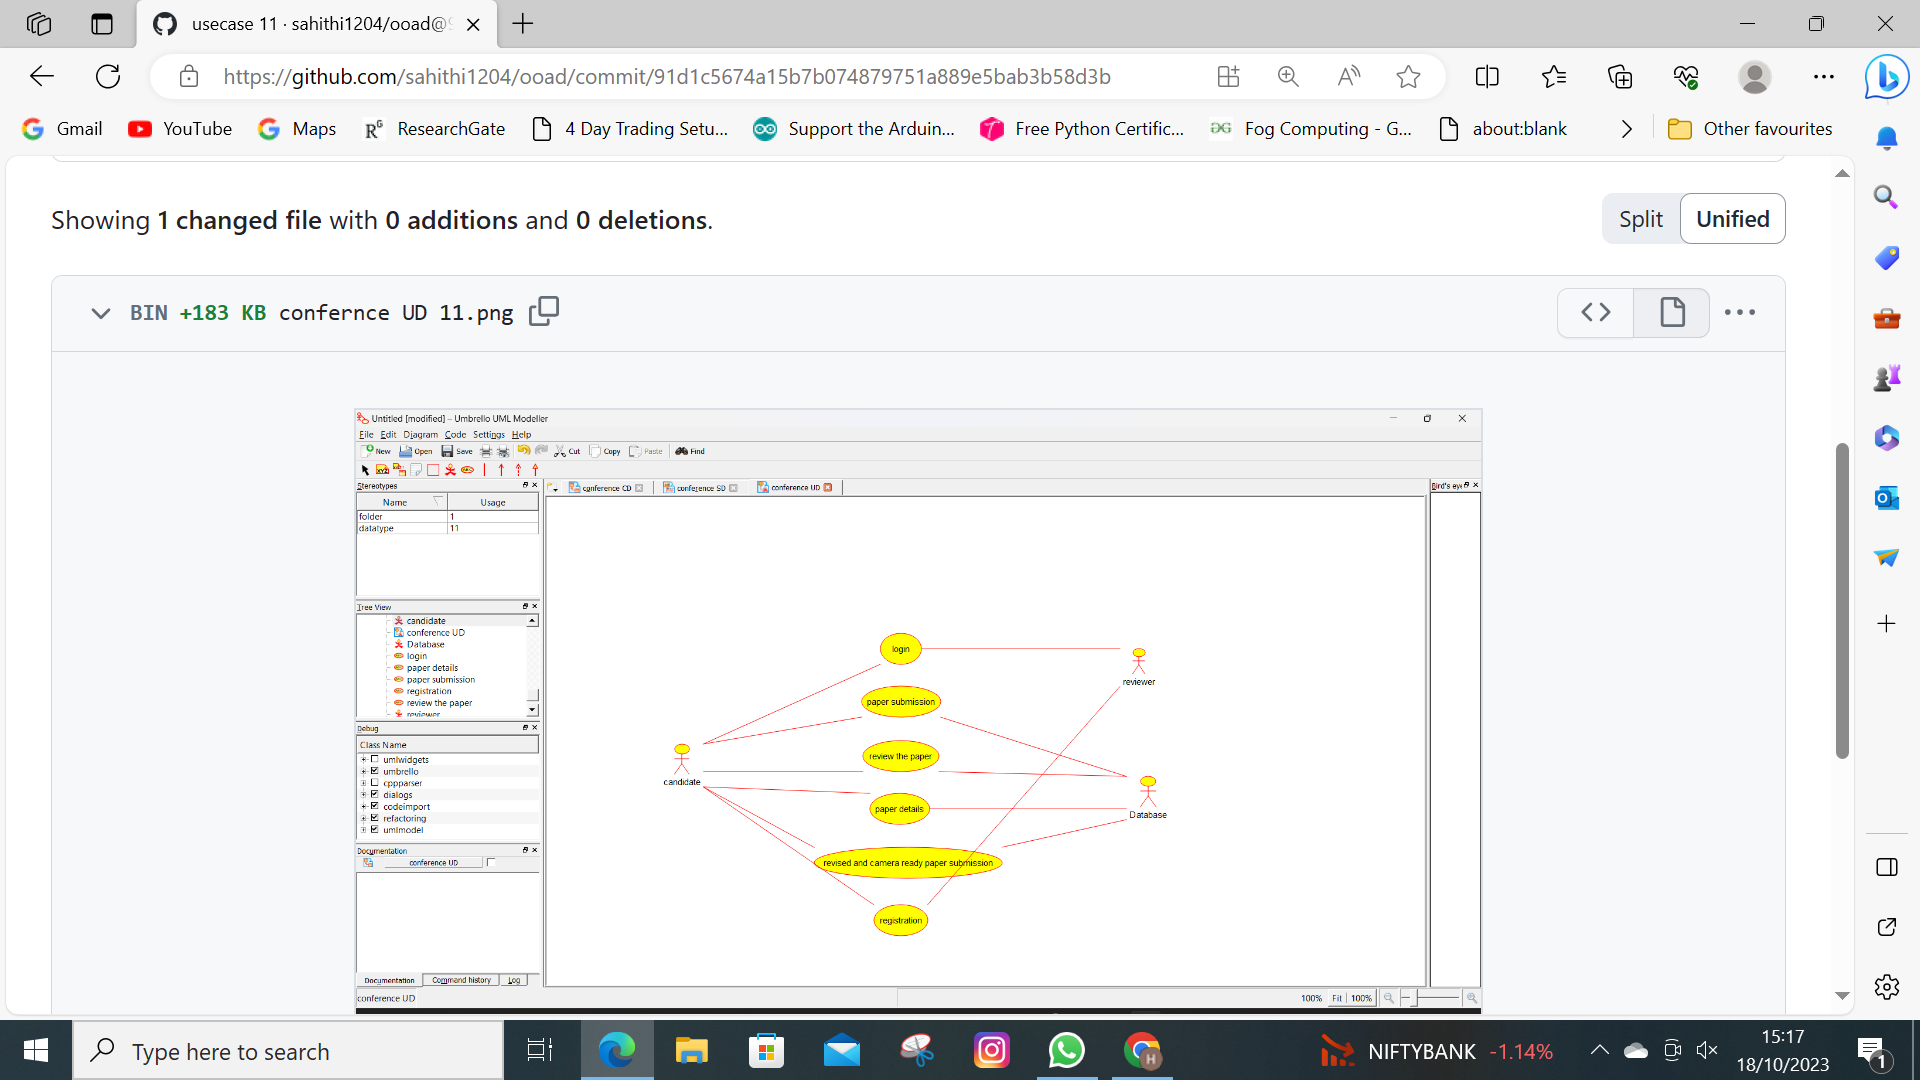 usecase 11 · sahithi1204/ooad@9
https://github.com/sahithi1204/ooad/commit/91d1c5674a15b7b074879751a889e5bab3b58d3b
Gmail
YouTube
Maps
ResearchGate
4 Day Trading Setu...
Support the Arduin...
Free Python Certific...
Fog Computing - G...
about:blank
Other favourites
Showing 1 changed file with 0 additions and 0 deletions.
Split Unified
BIN +183 KB confernce UD 11.png
Untitled [modified] – Umbrello UML Modeller
File Edit Diagram Code Settings Help
New Open Save Cut Copy Paste Find
XYZ
Stereotypes
Name Usage
folder 1
datatype 11
conference CD
conference SD
conference UD
Bird's eye
Tree View
candidate
conference UD
Database
login
paper details
paper submission
registration
review the paper
reviewer
Debug
Class Name
umlwidgets
umbrello
cppparser
dialogs
codeimport
refactoring
umlmodel
Documentation
conference UD
Documentation Command history Log
conference UD
100% Fit 100%
login
paper submission
review the paper
paper details
revised and camera ready paper submission
registration
candidate
reviewer
Database
Type here to search
NIFTYBANK -1.14%
15:17
18/10/2023
1
H